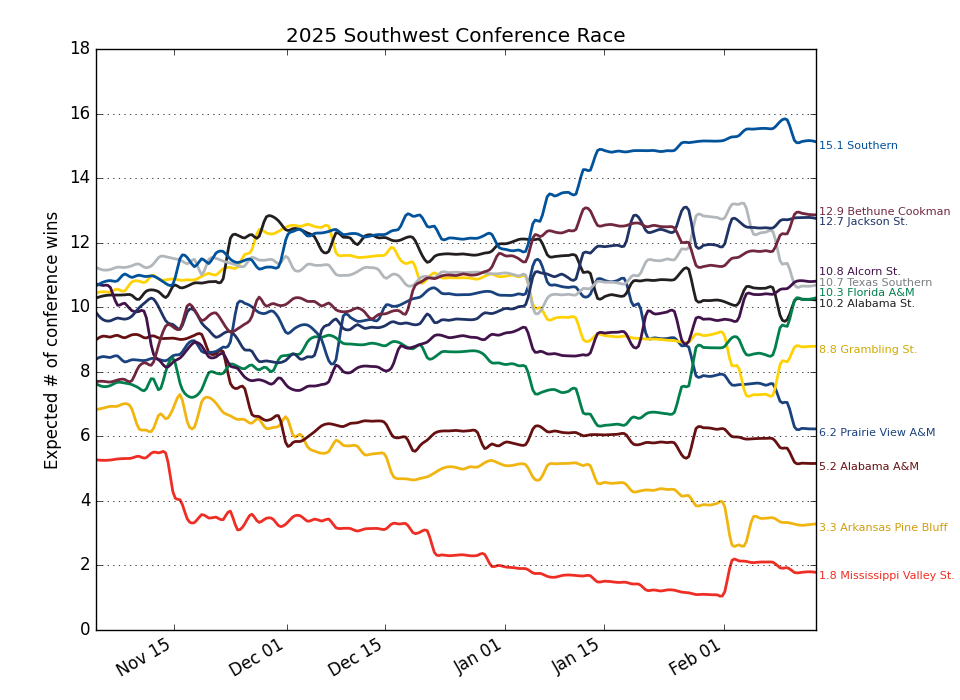 2025 Southwest Conference Race
Expected # of conference wins
18
16
14
12
10
8
6
4
2
0
Nov 15
Dec 01
Dec 15
Jan 01
Jan 15
Feb 01
15.1 Southern
12.9 Bethune Cookman
12.7 Jackson St.
10.8 Alcorn St.
10.7 Texas Southern
10.3 Florida A&M
10.2 Alabama St.
8.8 Grambling St.
6.2 Prairie View A&M
5.2 Alabama A&M
3.3 Arkansas Pine Bluff
1.8 Mississippi Valley St.